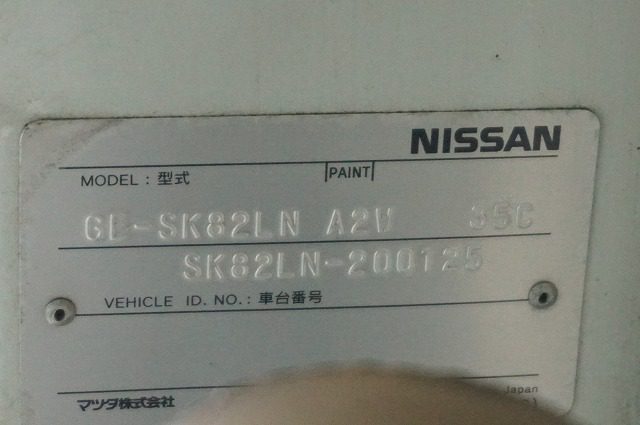 NISSAN
MODEL : 型式 PAINT
GE-SK82LN A2W 35C
SK82LN-200125
VEHICLE ID. NO. : 車台番号
マツダ株式会社 Japan